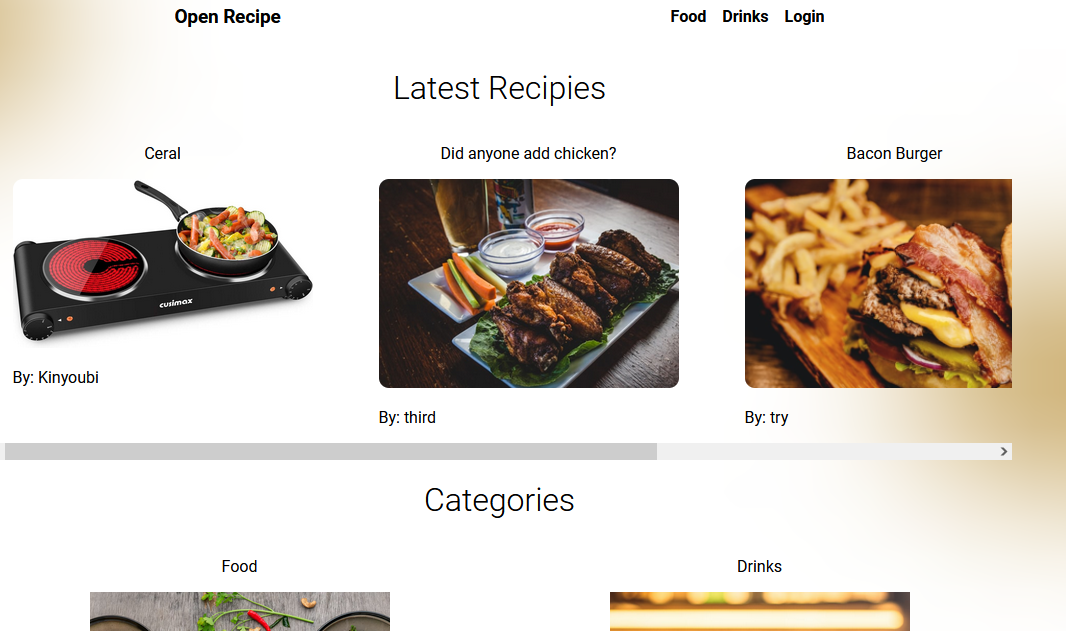 Open Recipe
Food Drinks Login
Latest Recipies
Ceral
Did anyone add chicken?
Bacon Burger
cusimax
By: Kinyoubi
By: third
By: try
Categories
Food
Drinks